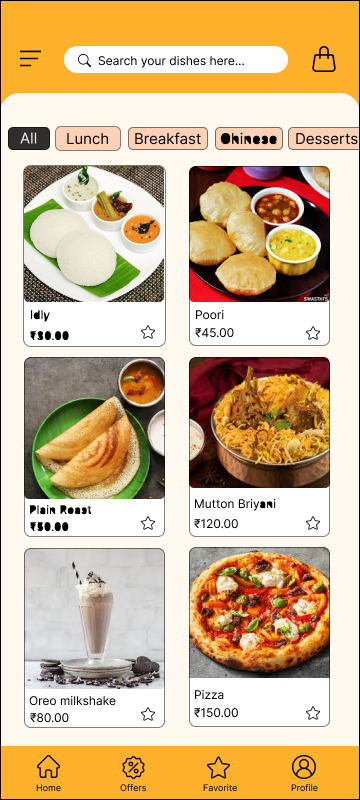 Search your dishes here...
All Lunch Breakfast Chinese Desserts
Idly
₹30.00
Poori
₹45.00
Plain Roast
₹50.00
Mutton Briyani
₹120.00
Oreo milkshake
₹80.00
Pizza
₹150.00
Home Offers Favorite Profile